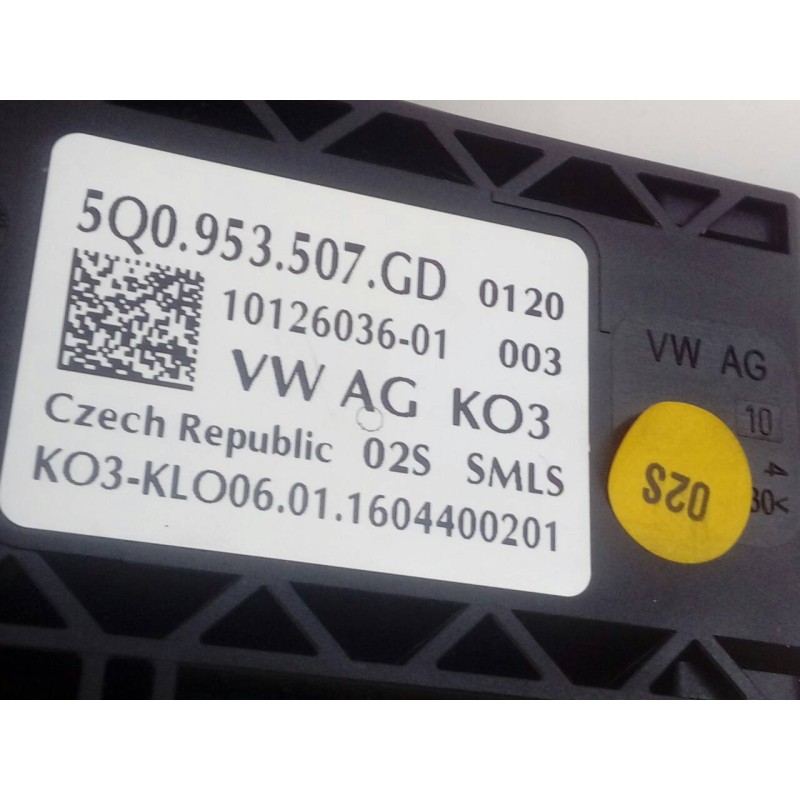 5Q0.953.507.GD 0120
10126036-01 003
VW AG KO3
Czech Republic 02S SMLS
KO3-KLO06.01.1604400201
VW AG
10
4
02S